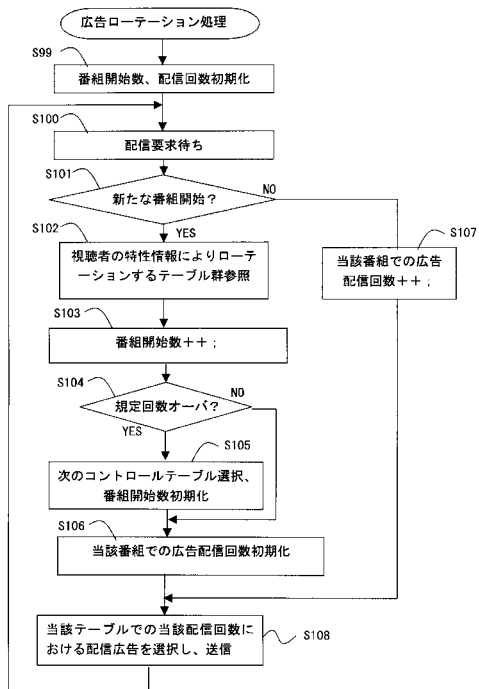 広告ローテーション処理
S99
番組開始数、配信回数初期化
S100
配信要求待ち
S101
新たな番組開始？
NO
YES
S102
視聴者の特性情報によりローテ
ーションするテーブル群参照
S107
当該番組での広告
配信回数＋＋；
S103
番組開始数＋＋；
S104
規定回数オーバ？
NO
YES
S105
次のコントロールテーブル選択、
番組開始数初期化
S106
当該番組での広告配信回数初期化
当該テーブルでの当該配信回数に
おける配信広告を選択し、送信
S108